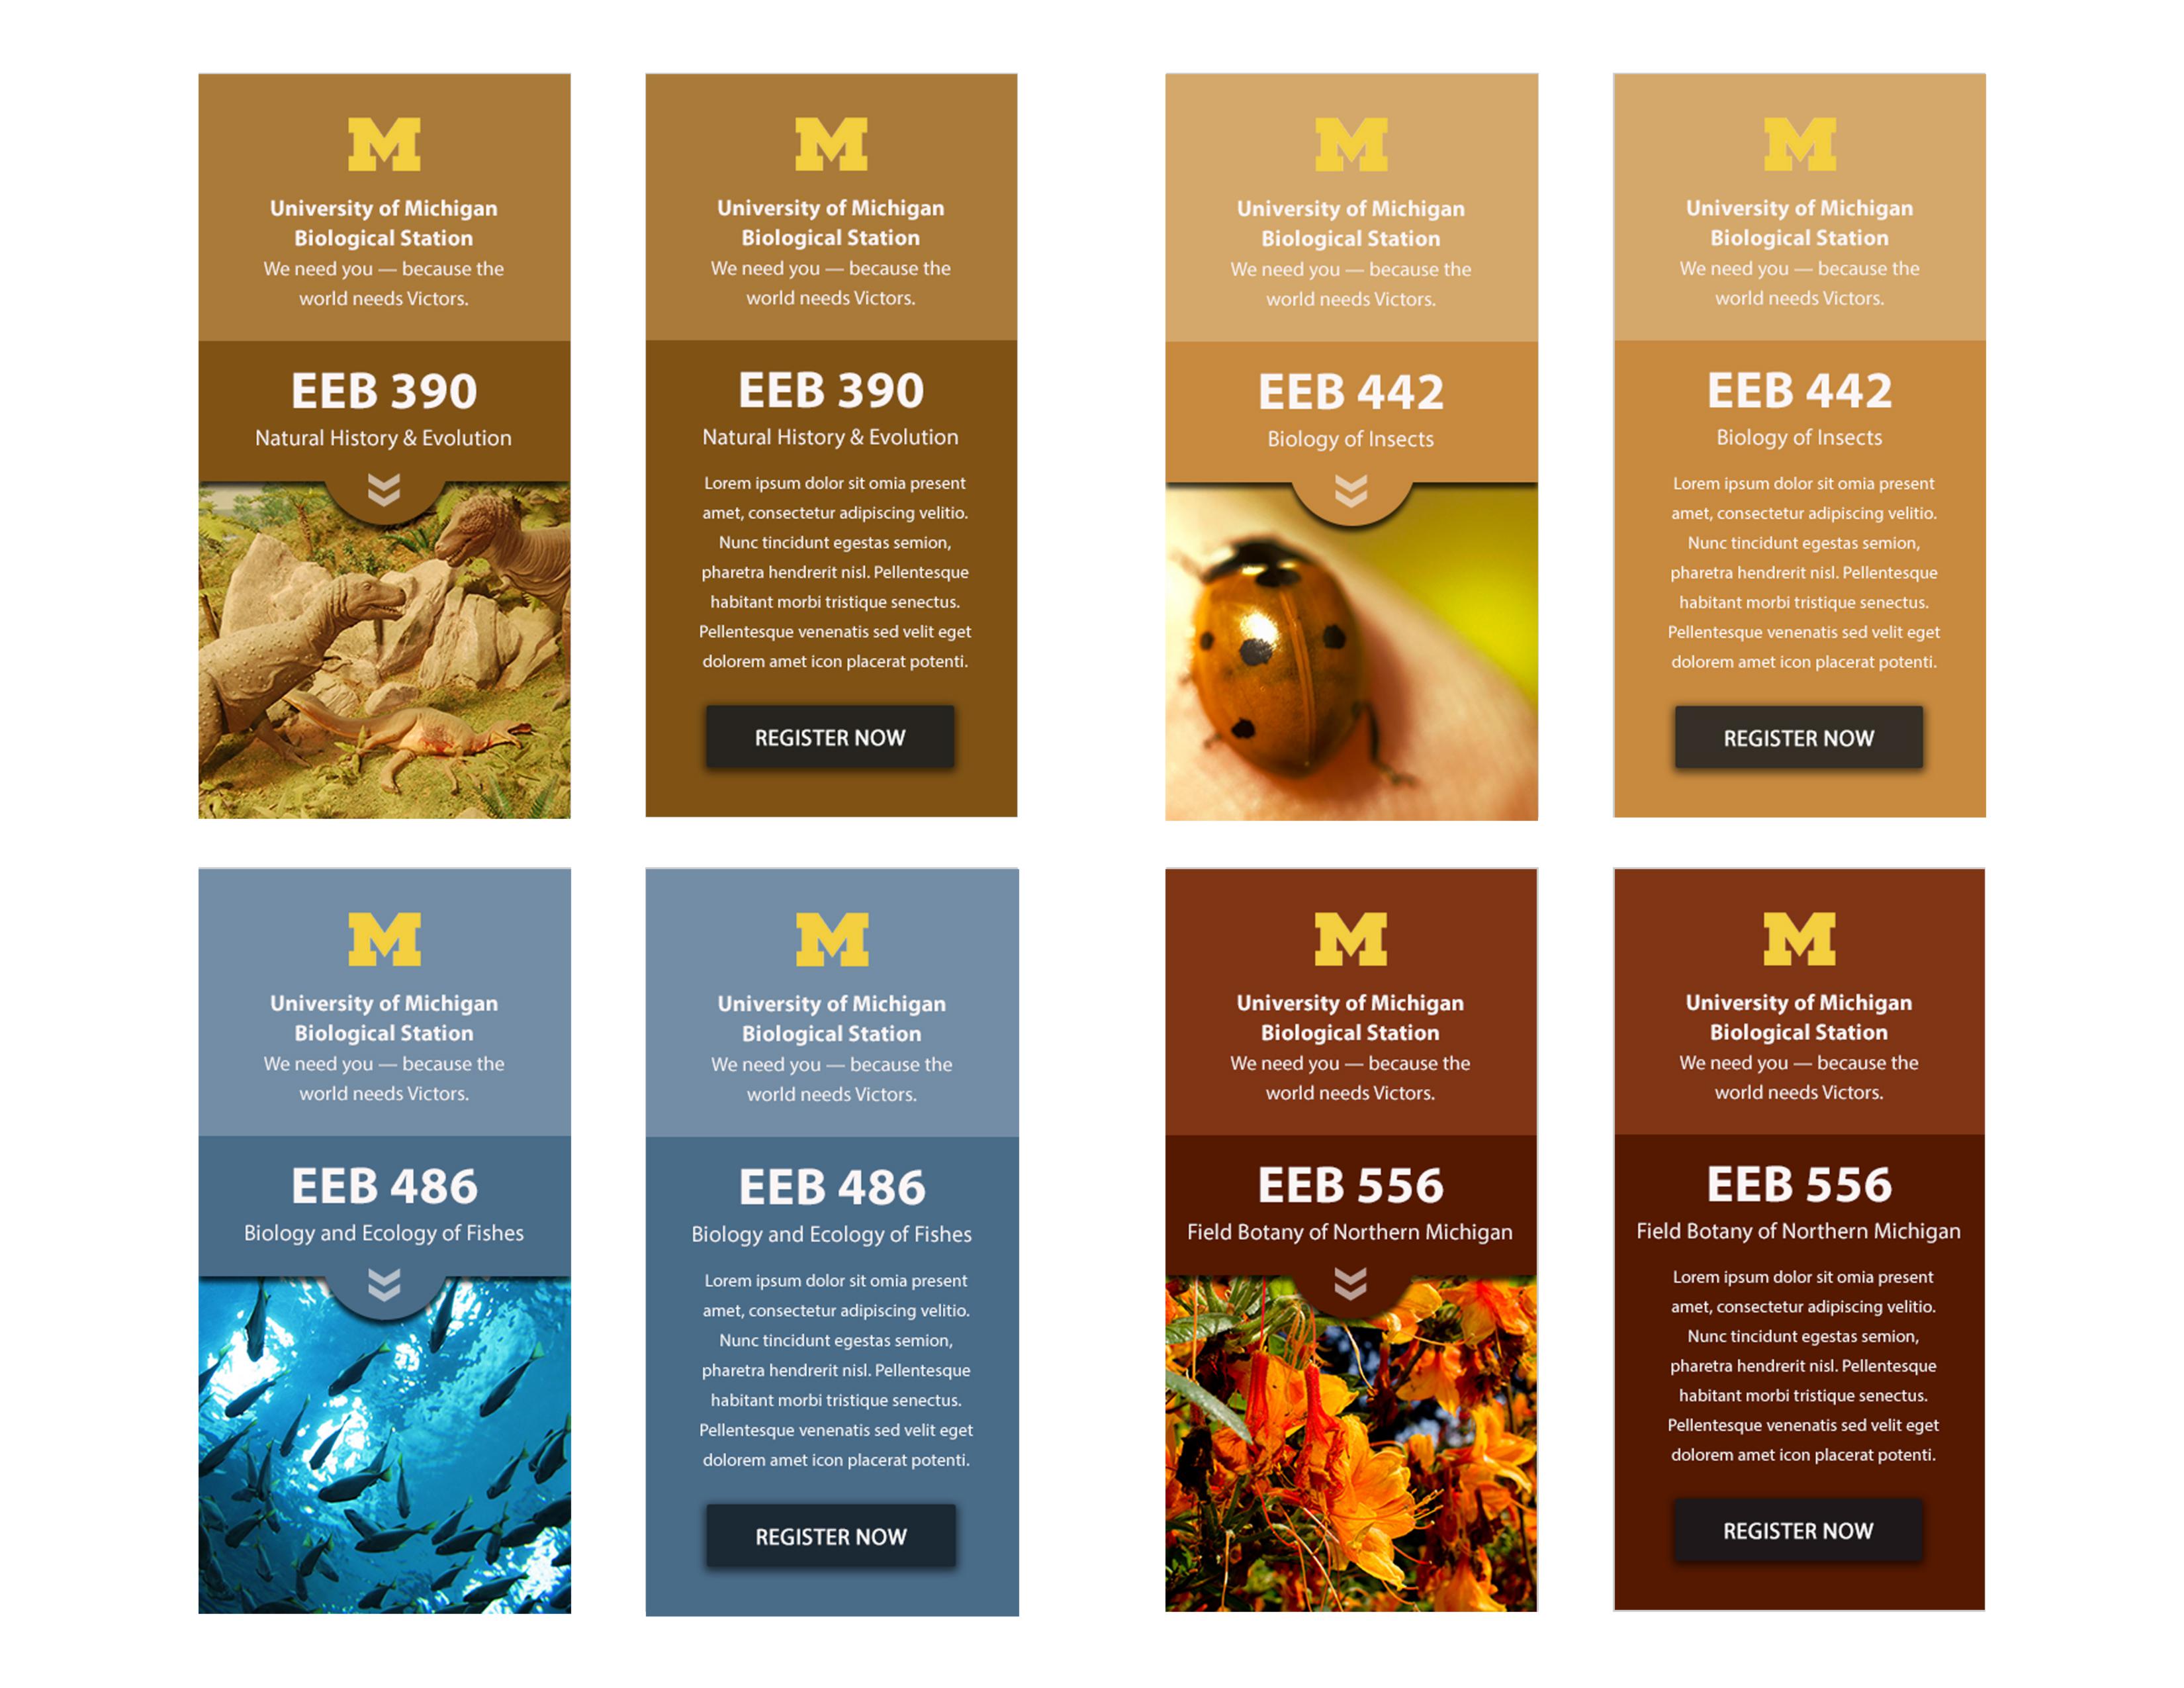 M
University of Michigan
Biological Station
We need you — because the
world needs Victors.
EEB 390
Natural History & Evolution
M
University of Michigan
Biological Station
We need you — because the
world needs Victors.
EEB 390
Natural History & Evolution
Lorem ipsum dolor sit omia present
amet, consectetur adipiscing velitio.
Nunc tincidunt egestas semion,
pharetra hendrerit nisl. Pellentesque
habitant morbi tristique senectus.
Pellentesque venenatis sed velit eget
dolorem amet icon placerat potenti.
REGISTER NOW
M
University of Michigan
Biological Station
We need you — because the
world needs Victors.
EEB 442
Biology of Insects
M
University of Michigan
Biological Station
We need you — because the
world needs Victors.
EEB 442
Biology of Insects
Lorem ipsum dolor sit omia present
amet, consectetur adipiscing velitio.
Nunc tincidunt egestas semion,
pharetra hendrerit nisl. Pellentesque
habitant morbi tristique senectus.
Pellentesque venenatis sed velit eget
dolorem amet icon placerat potenti.
REGISTER NOW
M
University of Michigan
Biological Station
We need you — because the
world needs Victors.
EEB 486
Biology and Ecology of Fishes
M
University of Michigan
Biological Station
We need you — because the
world needs Victors.
EEB 486
Biology and Ecology of Fishes
Lorem ipsum dolor sit omia present
amet, consectetur adipiscing velitio.
Nunc tincidunt egestas semion,
pharetra hendrerit nisl. Pellentesque
habitant morbi tristique senectus.
Pellentesque venenatis sed velit eget
dolorem amet icon placerat potenti.
REGISTER NOW
M
University of Michigan
Biological Station
We need you — because the
world needs Victors.
EEB 556
Field Botany of Northern Michigan
M
University of Michigan
Biological Station
We need you — because the
world needs Victors.
EEB 556
Field Botany of Northern Michigan
Lorem ipsum dolor sit omia present
amet, consectetur adipiscing velitio.
Nunc tincidunt egestas semion,
pharetra hendrerit nisl. Pellentesque
habitant morbi tristique senectus.
Pellentesque venenatis sed velit eget
dolorem amet icon placerat potenti.
REGISTER NOW